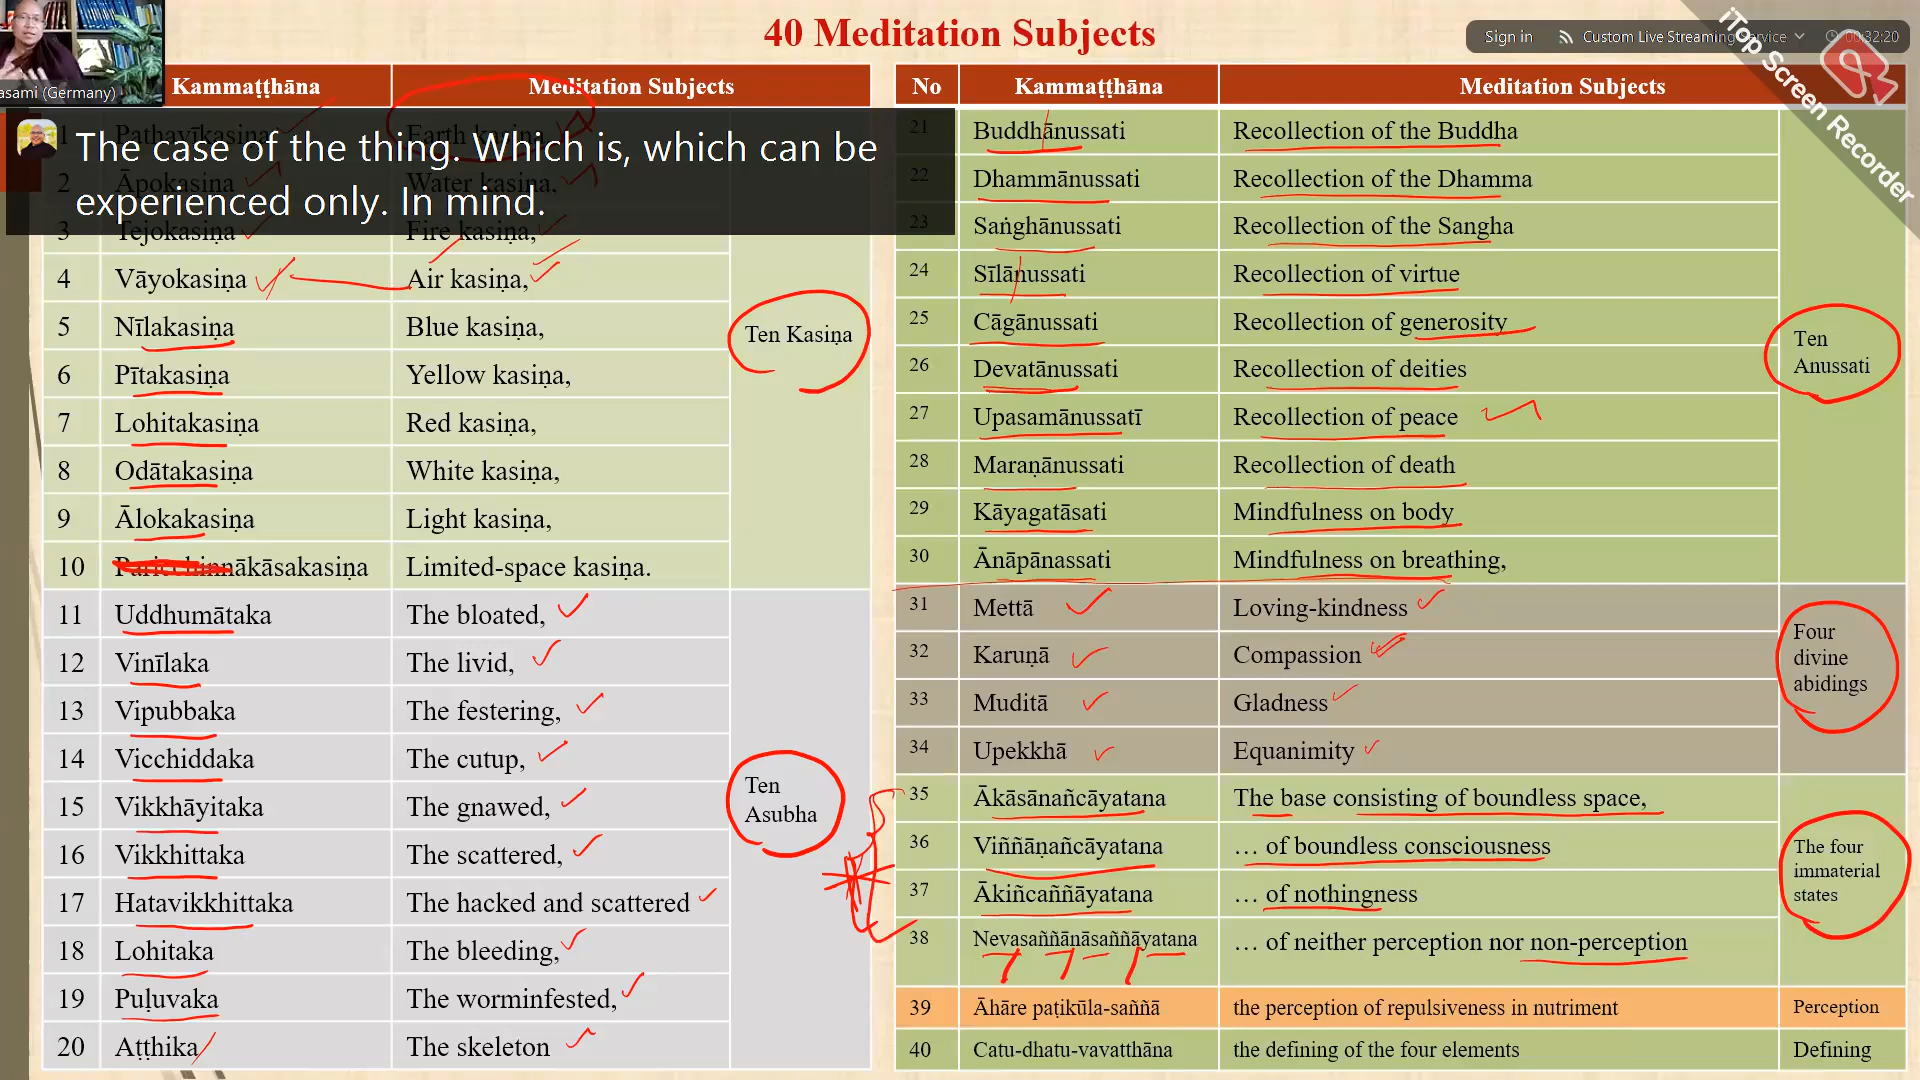 40 Meditation Subjects
Sign in
Custom Live Streaming Service
00:32:20
iTop Screen Recorder
asami (Germany)
The case of the thing. Which is, which can be
experienced only. In mind.
Kammaṭṭhāna Meditation Subjects
1 Pathavīkasiṇa Earth kasiṇa,
2 Āpokasiṇa Water kasiṇa,
3 Tejokasiṇa Fire kasiṇa,
4 Vāyokasiṇa Air kasiṇa,
5 Nīlakasiṇa Blue kasiṇa,
6 Pītakasiṇa Yellow kasiṇa,
7 Lohitakasiṇa Red kasiṇa,
8 Odātakasiṇa White kasiṇa,
9 Ālokakasiṇa Light kasiṇa,
10 Paricchinnākāsakasiṇa Limited-space kasiṇa.
Ten Kasiṇa
11 Uddhumātaka The bloated,
12 Vinīlaka The livid,
13 Vipubbaka The festering,
14 Vicchiddaka The cutup,
15 Vikkhāyitaka The gnawed,
16 Vikkhittaka The scattered,
17 Hatavikkhittaka The hacked and scattered
18 Lohitaka The bleeding,
19 Puḷuvaka The worminfested,
20 Aṭṭhika The skeleton
Ten
Asubha
No Kammaṭṭhāna Meditation Subjects
21 Buddhānussati Recollection of the Buddha
22 Dhammānussati Recollection of the Dhamma
23 Saṅghānussati Recollection of the Sangha
24 Sīlānussati Recollection of virtue
25 Cāgānussati Recollection of generosity
26 Devatānussati Recollection of deities
27 Upasamānussatī Recollection of peace
28 Maraṇānussati Recollection of death
29 Kāyagatāsati Mindfulness on body
30 Ānāpānassati Mindfulness on breathing,
Ten
Anussati
31 Mettā Loving-kindness
32 Karuṇā Compassion
33 Muditā Gladness
34 Upekkhā Equanimity
Four
divine
abidings
35 Ākāsānañcāyatana The base consisting of boundless space,
36 Viññāṇañcāyatana … of boundless consciousness
37 Ākiñcaññāyatana … of nothingness
38 Nevasaññānāsaññāyatana … of neither perception nor non-perception
The four
immaterial
states
39 Āhāre paṭikūla-saññā the perception of repulsiveness in nutriment Perception
40 Catu-dhatu-vavatthāna the defining of the four elements Defining